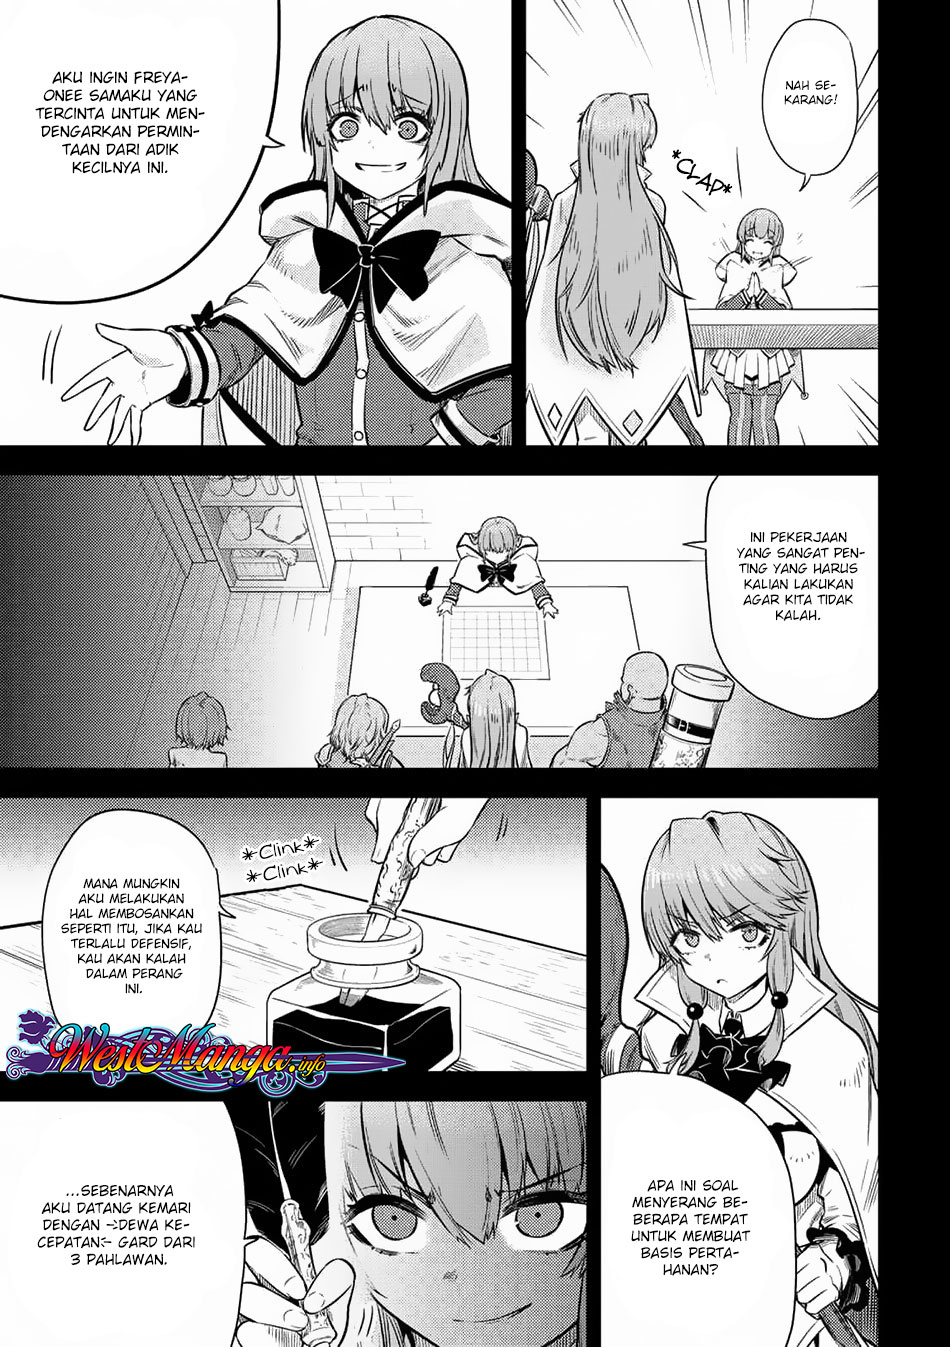 NAH SE-
KARANG!
*CLAP*
AKU INGIN FREYA-
ONEE SAMAKU YANG
TERCINTA UNTUK MEN-
DENGARKAN PERMIN-
TAAN DARI ADIK
KECILNYA INI.
INI PEKERJAAN
YANG SANGAT PEN-
TING YANG HARUS
KALIAN LAKUKAN
AGAR KITA TIDAK
KALAH.
APA INI SOAL
MENYERANG BE-
BERAPA TEMPAT
UNTUK MEMBUAT
BASIS PERTA-
HANAN?
*Clink*
*Clink*
MANA MUNGKIN
AKU MELAKUKAN
HAL MEMBOSANKAN
SEPERTI ITU, JIKA KAU
TERLALU DEFENSIF,
KAU AKAN KALAH
DALAM PERANG
INI.
WestManga.info
...SEBENARNYA
AKU DATANG KEMARI
DENGAN -:DEWA KE-
CEPATAN:- GARD DARI
3 PAHLAWAN.